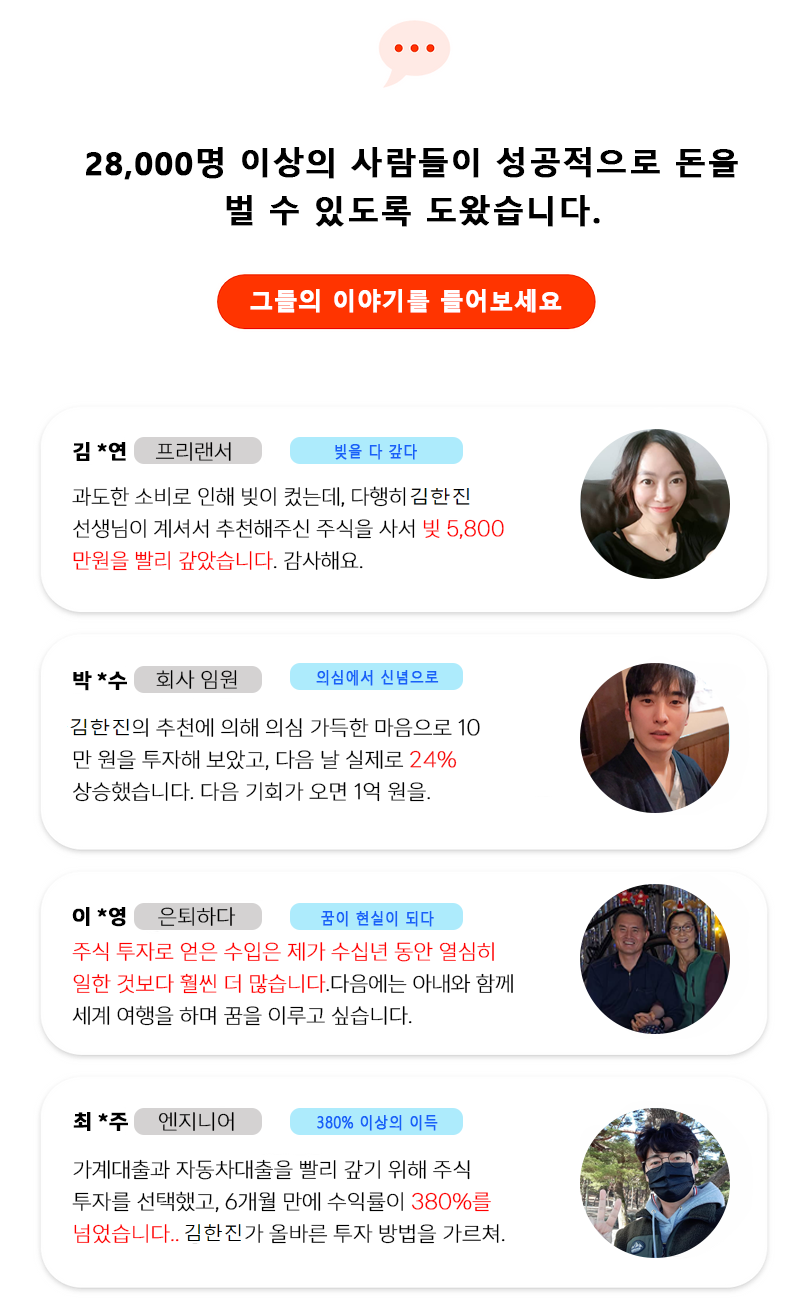 28,000명 이상의 사람들이 성공적으로 돈을
벌 수 있도록 도왔습니다.
그들의 이야기를 들어보세요
김 *연 프리랜서 빚을 다 갚다
과도한 소비로 인해 빚이 컸는데, 다행히 김한진
선생님이 계셔서 추천해주신 주식을 사서 빚 5,800
만원을 빨리 갚았습니다. 감사해요.
박 *수 회사 임원 의심에서 신념으로
김한진의 추천에 의해 의심 가득한 마음으로 10
만 원을 투자해 보았고, 다음 날 실제로 24%
상승했습니다. 다음 기회가 오면 1억 원을.
이 *영 은퇴하다 꿈이 현실이 되다
주식 투자로 얻은 수입은 제가 수십년 동안 열심히
일한 것보다 훨씬 더 많습니다.다음에는 아내와 함께
세계 여행을 하며 꿈을 이루고 싶습니다.
최 *주 엔지니어 380% 이상의 이득
가계대출과 자동차대출을 빨리 갚기 위해 주식
투자를 선택했고, 6개월 만에 수익률이 380%를
넘었습니다.. 김한진가 올바른 투자 방법을 가르쳐.